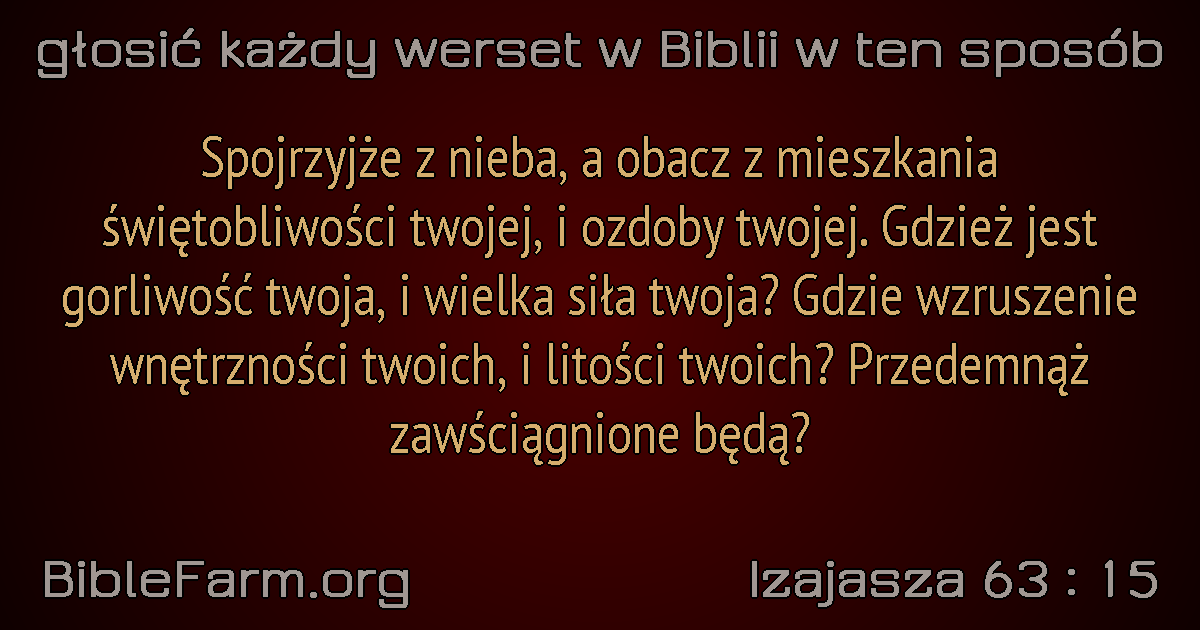 głosić każdy werset w Biblii w ten sposób
Spojrzyjże z nieba, a obacz z mieszkania
świętobliwości twojej, i ozdoby twojej. Gdzież jest
gorliwość twoja, i wielka siła twoja? Gdzie wzruszenie
wnętrzności twoich, i litości twoich? Przedemnąż
zawściągnione będą?
BibleFarm.org
Izajasza 63 : 15